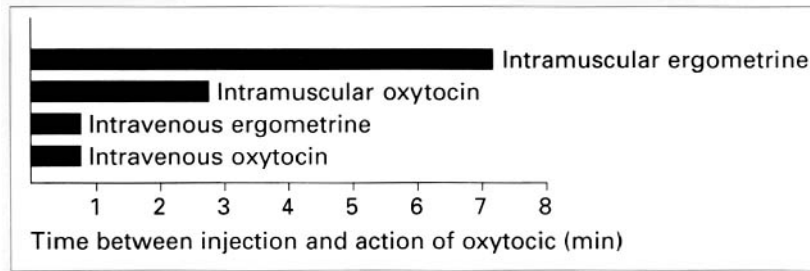 Intramuscular ergometrine
Intramuscular oxytocin
Intravenous ergometrine
Intravenous oxytocin
1 2 3 4 5 6 7 8
Time between injection and action of oxytocic (min)